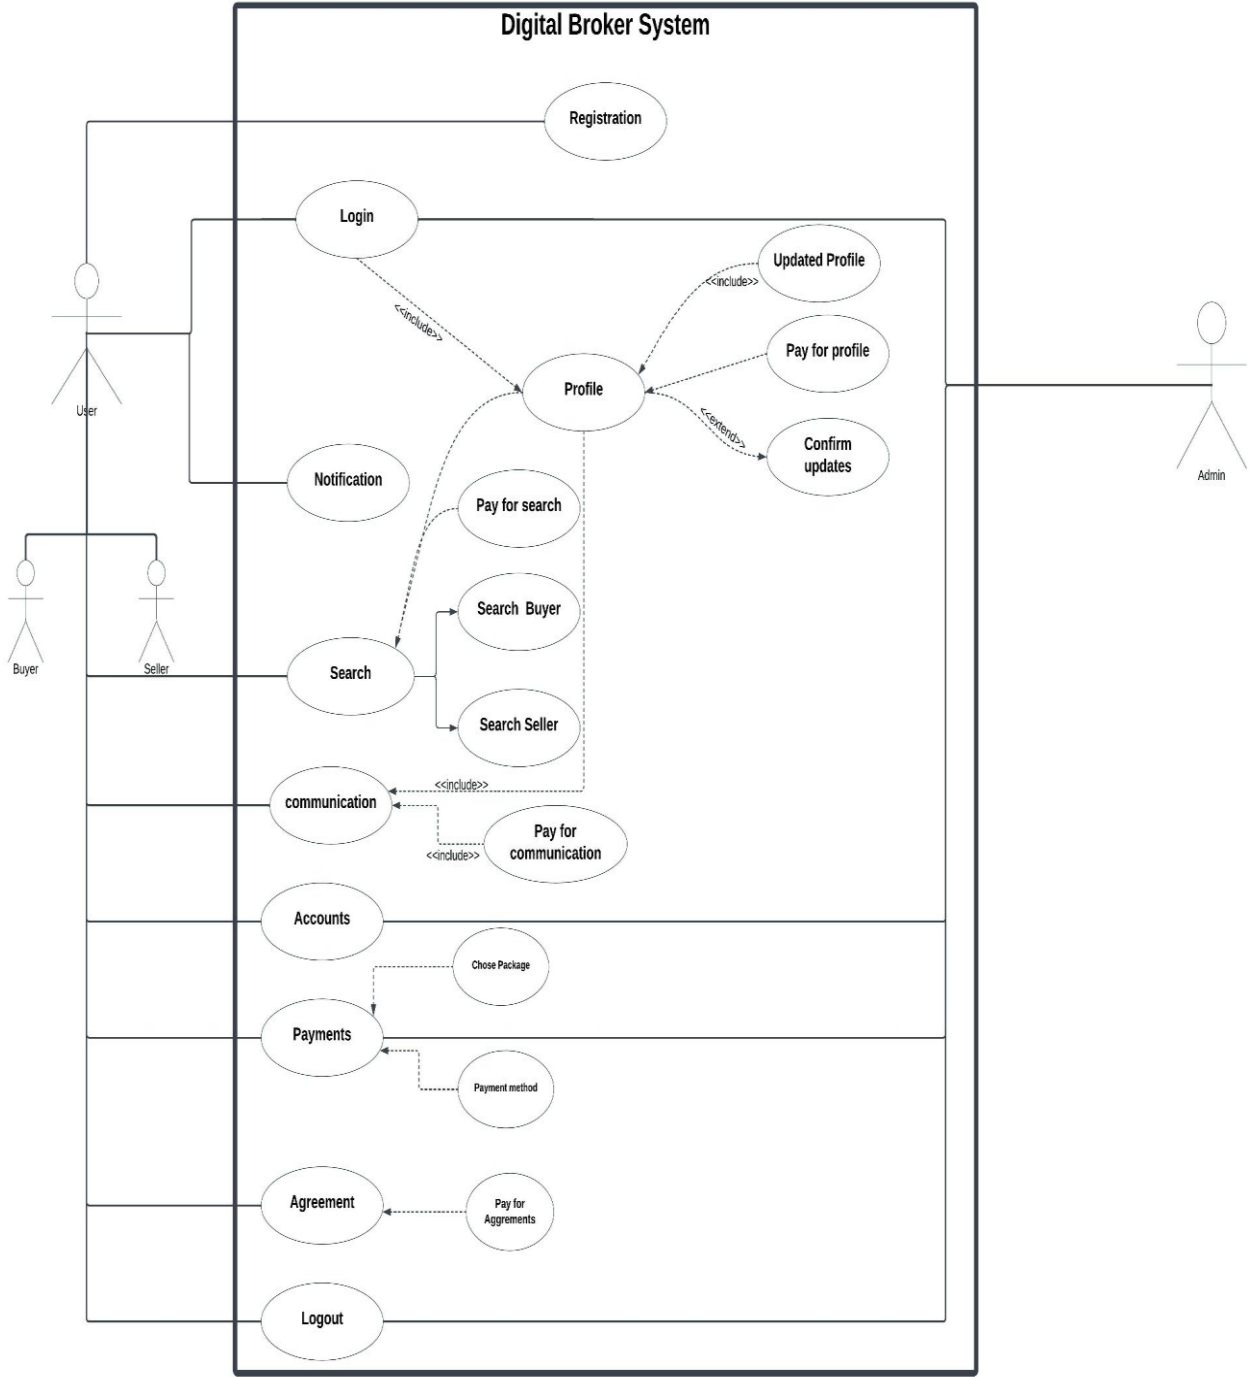 Digital Broker System
Registration
Login
Updated Profile
<<include>>
<<include>>
Pay for profile
Profile
<<extend>>
Confirm
updates
User
Admin
Notification
Pay for search
Search Buyer
Buyer
Seller
Search
Search Seller
<<include>>
communication
Pay for
communication
<<include>>
Accounts
Chose Package
Payments
Payment method
Agreement
Pay for
Aggrements
Logout